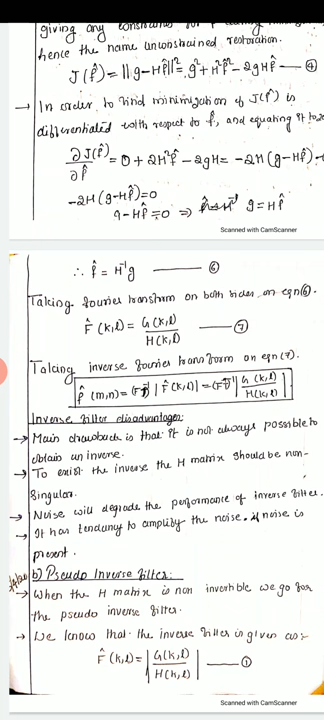 giving any constraints for
hence the name unconstrained restoration.
J(f̂) = ||g-Hf̂||² = g² + H²f̂² - 2gHf̂ — ④
→ In order to find minimization of J(f̂) is
differentiated with respect to f̂, and equating it to
∂J(f̂)/∂f̂ = 0 + 2H²f̂ - 2gH = -2H(g-Hf̂)
-2H(g-Hf̂)=0
g-Hf̂=0 ⇒ g=Hf̂
Scanned with CamScanner
∴ f̂ = H⁻¹g — ⑥
Taking fourier transform on both sides on eqn⑥.
F̂(k,l) = G(k,l)/H(k,l) — ⑦
Taking inverse fourier transform on eqn(7).
f̂(m,n) = (FT)⁻¹|F̂(k,l)| = (FT)⁻¹|G(k,l)/H(k,l)|
Inverse filter disadvantages:
→ Main drawback is that it is not always possible to
obtain an inverse.
→ To exist the inverse the H matrix should be non-
singular.
→ Noise will degrade the performance of inverse filter.
→ It has tendency to amplify the noise. if noise is
present.
b) Pseudo Inverse Filter:
→ When the H matrix is non invertible we go for
the pseudo inverse filter.
→ We know that the inverse filter is given as:-
F̂(k,l) = |G(k,l)/H(k,l)| — ①
Scanned with CamScanner